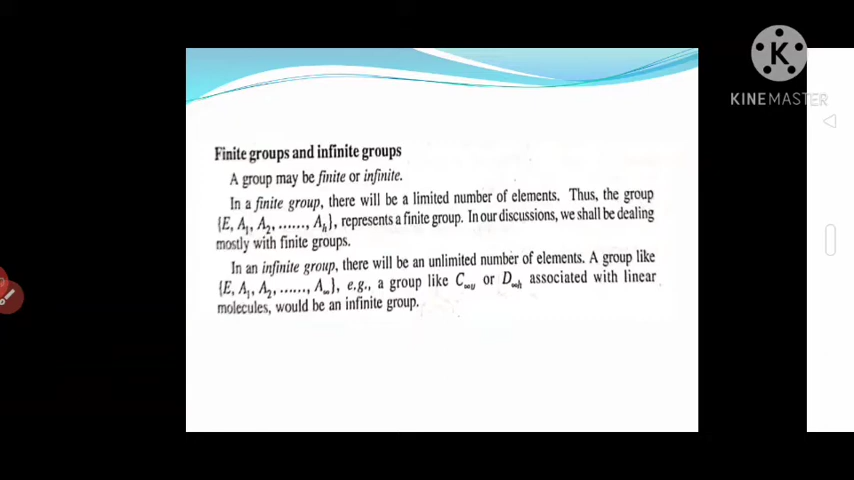 KINEMASTER
Finite groups and infinite groups
A group may be finite or infinite.
In a finite group, there will be a limited number of elements. Thus, the group
{E, A₁, A₂, ......, Aₕ}, represents a finite group. In our discussions, we shall be dealing
mostly with finite groups.
In an infinite group, there will be an unlimited number of elements. A group like
{E, A₁, A₂, ......, A∞}, e.g., a group like C∞υ or D∞h associated with linear
molecules, would be an infinite group.